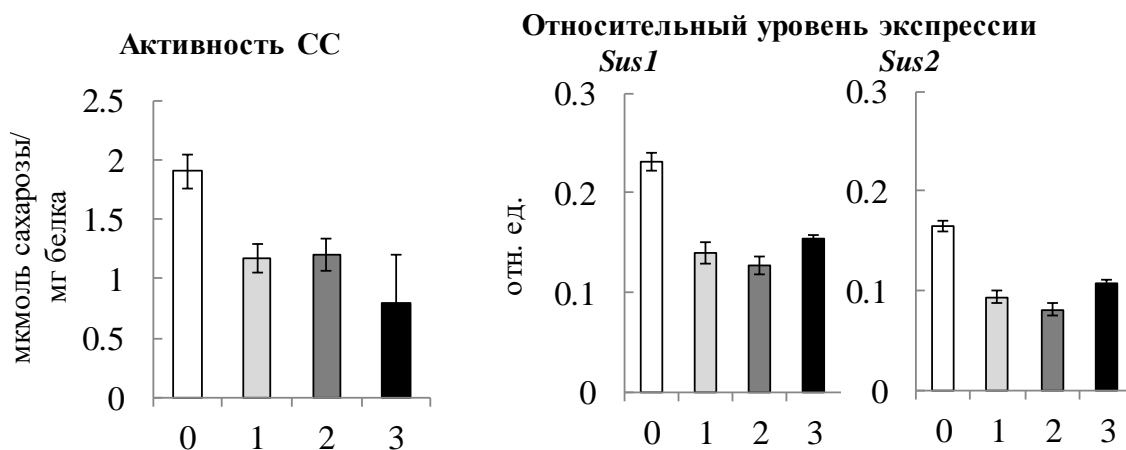 Активность СС
2.5
2
1.5
1
0.5
0
мкмоль сахарозы/
мг белка
0 1 2 3
Относительный уровень экспрессии
Sus1
0.3
0.2
0.1
0
отн. ед.
0 1 2 3
Sus2
0.3
0.2
0.1
0
0 1 2 3